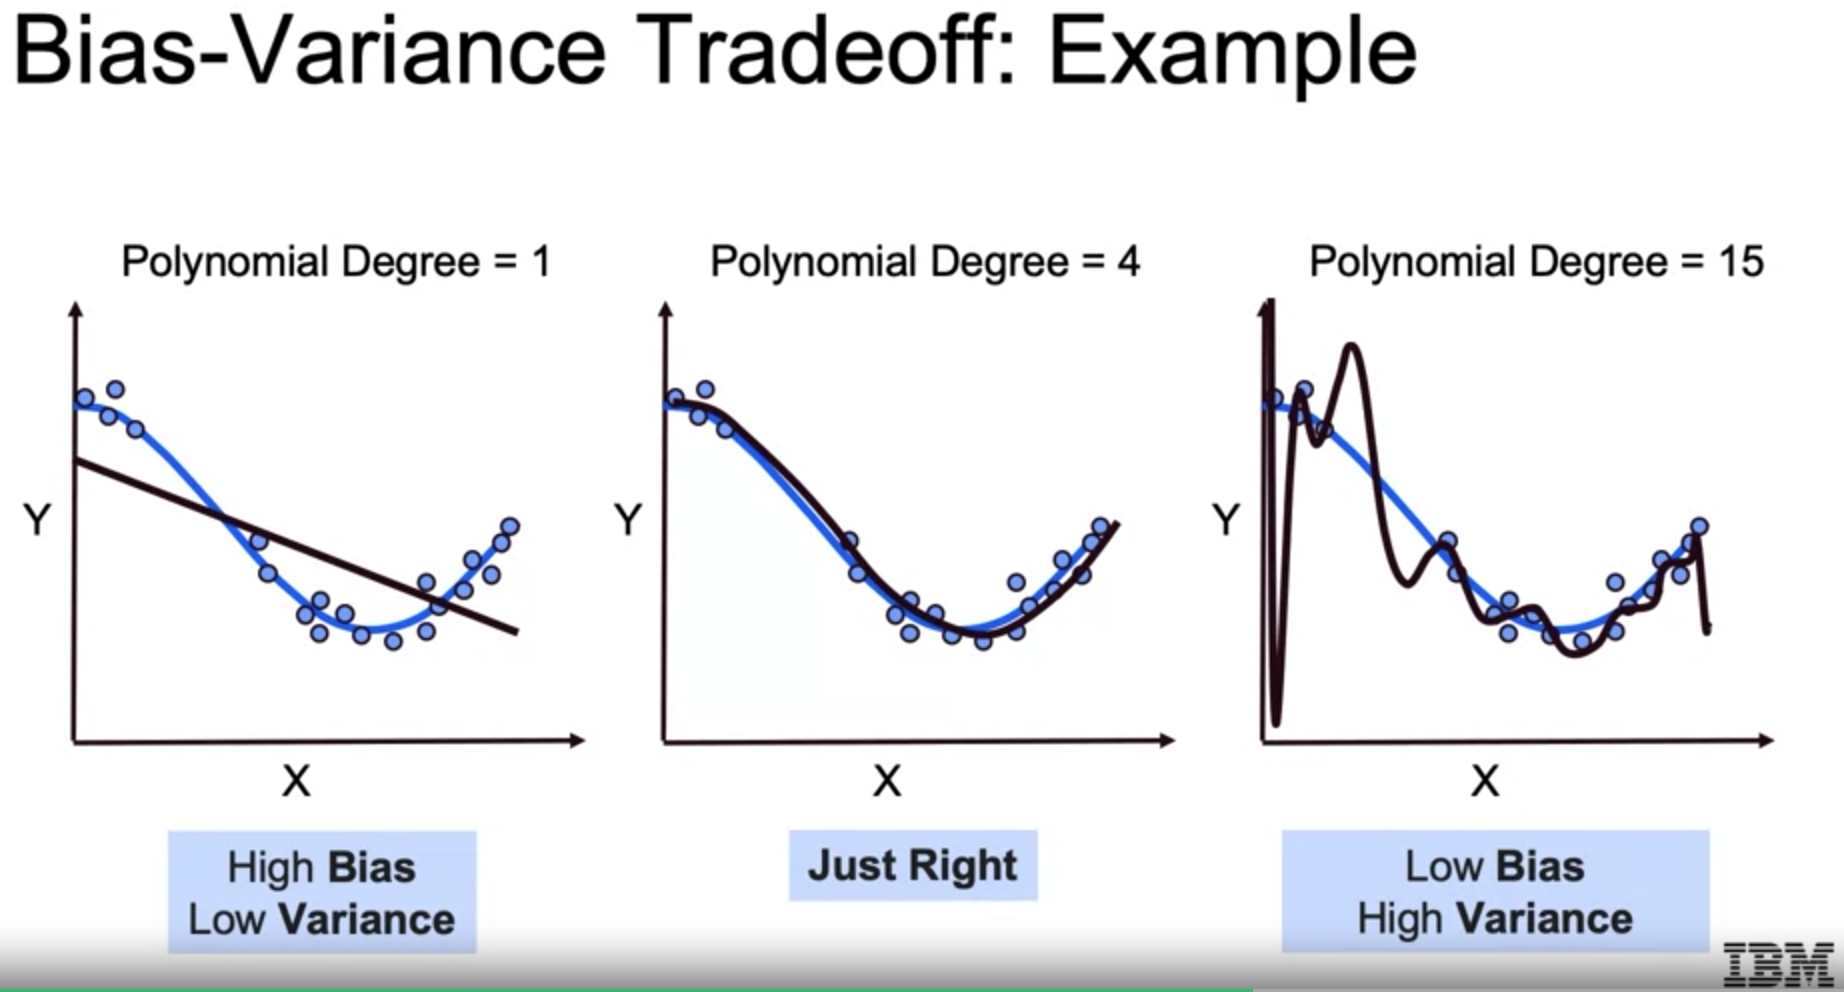 Bias-Variance Tradeoff: Example
Polynomial Degree = 1
Y
X
High Bias
Low Variance
Polynomial Degree = 4
Y
X
Just Right
Polynomial Degree = 15
Y
X
Low Bias
High Variance
IBM